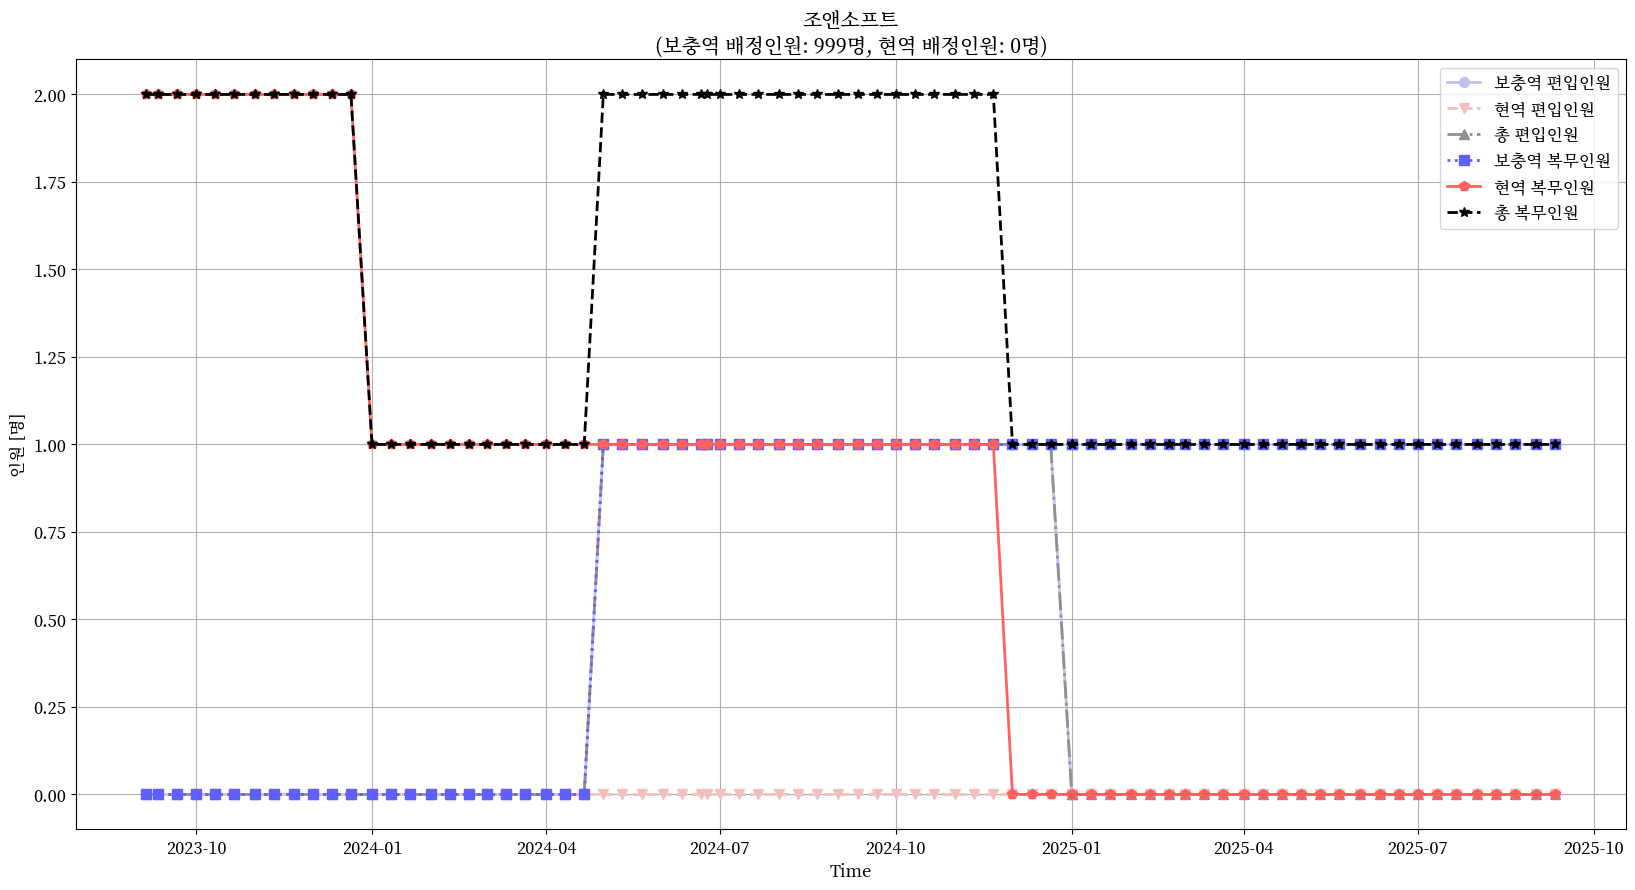 조앤소프트
(보충역 배정인원: 999명, 현역 배정인원: 0명)
보충역 편입인원
현역 편입인원
총 편입인원
보충역 복무인원
현역 복무인원
총 복무인원
인원 [명]
2.00
1.75
1.50
1.25
1.00
0.75
0.50
0.25
0.00
2023-10
2024-01
2024-04
2024-07
2024-10
2025-01
2025-04
2025-07
2025-10
Time